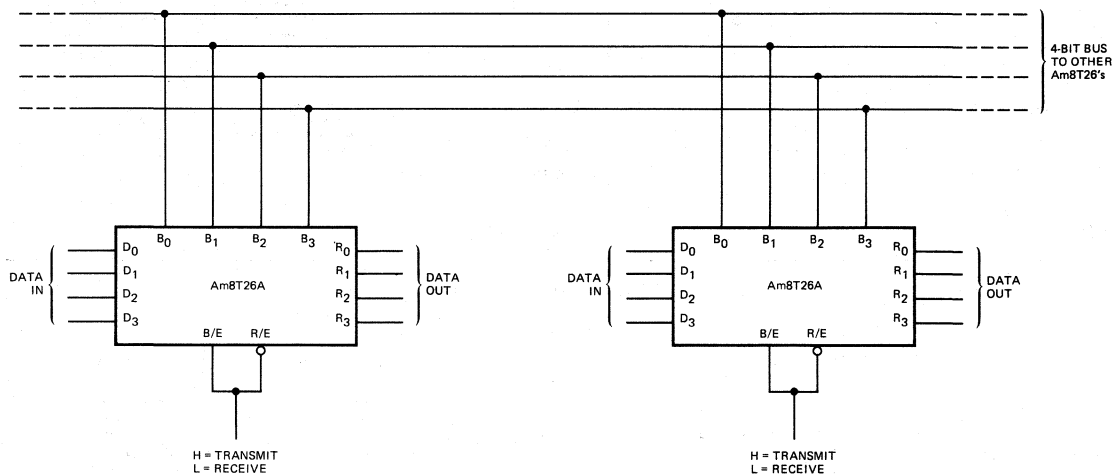 4-BIT BUS
TO OTHER
Am8T26's
B0 B1 B2 B3
D0
D1
D2
D3
DATA
IN
Am8T26A
R0
R1
R2
R3
DATA
OUT
B/E R/E
H = TRANSMIT
L = RECEIVE
B0 B1 B2 B3
D0
D1
D2
D3
DATA
IN
Am8T26A
R0
R1
R2
R3
DATA
OUT
B/E R/E
H = TRANSMIT
L = RECEIVE